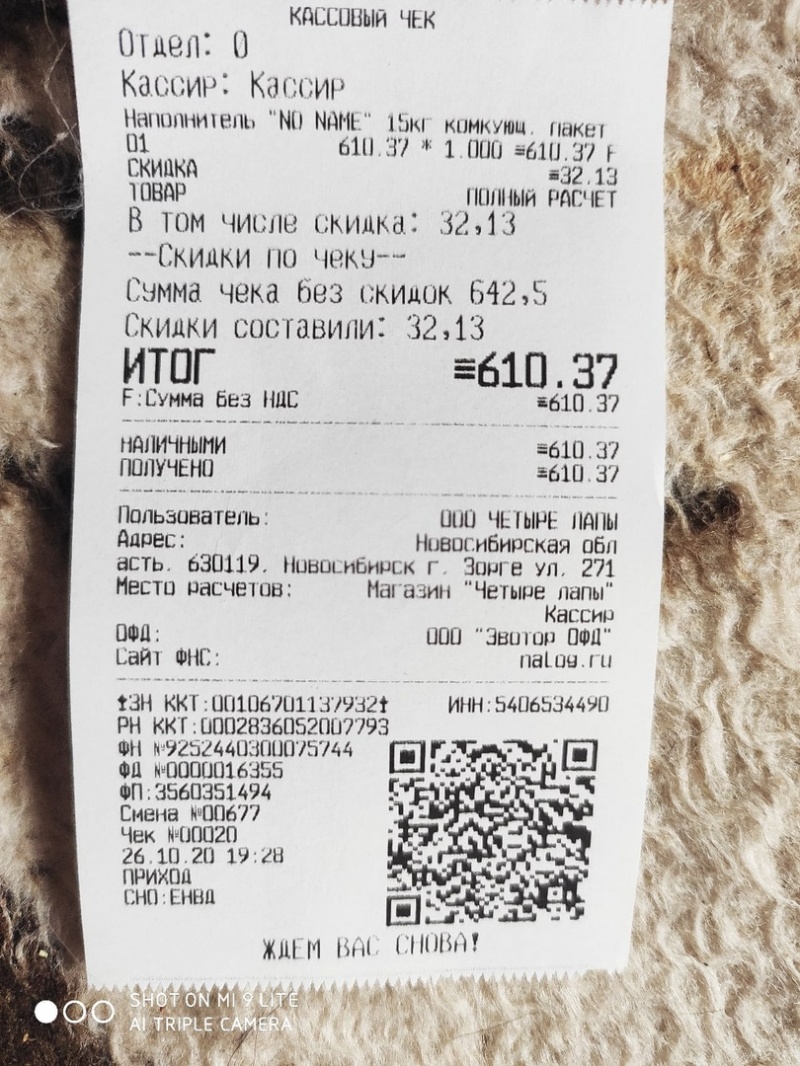 КАССОВЫЙ ЧЕК
Отдел: 0
Кассир: Кассир
Наполнитель "NO NAME" 15кг комкующ. пакет
01 610.37 * 1.000 ≡610.37 F
СКИДКА ≡32.13
ТОВАР ПОЛНЫЙ РАСЧЕТ
В том числе скидка: 32,13
--Скидки по чеку--
Сумма чека без скидок 642,5
Скидки составили: 32,13
ИТОГ ≡610.37
F:Сумма без НДС ≡610.37
НАЛИЧНЫМИ ≡610.37
ПОЛУЧЕНО ≡610.37
Пользователь: ООО ЧЕТЫРЕ ЛАПЫ
Адрес: Новосибирская обл
асть. 630119. Новосибирск г. Зорге ул. 271
Место расчетов: Магазин "Четыре лапы"
Кассир
ОФД: ООО "Эвотор ОФД"
Сайт ФНС: nalog.ru
ЗН ККТ:00106701137932 ИНН:5406534490
РН ККТ:0002836052007793
ФН №9252440300075744
ФД №0000016355
ФП:3560351494
Смена №00677
Чек №00020
26.10.20 19:28
ПРИХОД
СНО:ЕНВД
ЖДЕМ ВАС СНОВА!
SHOT ON MI 9 LITE
AI TRIPLE CAMERA